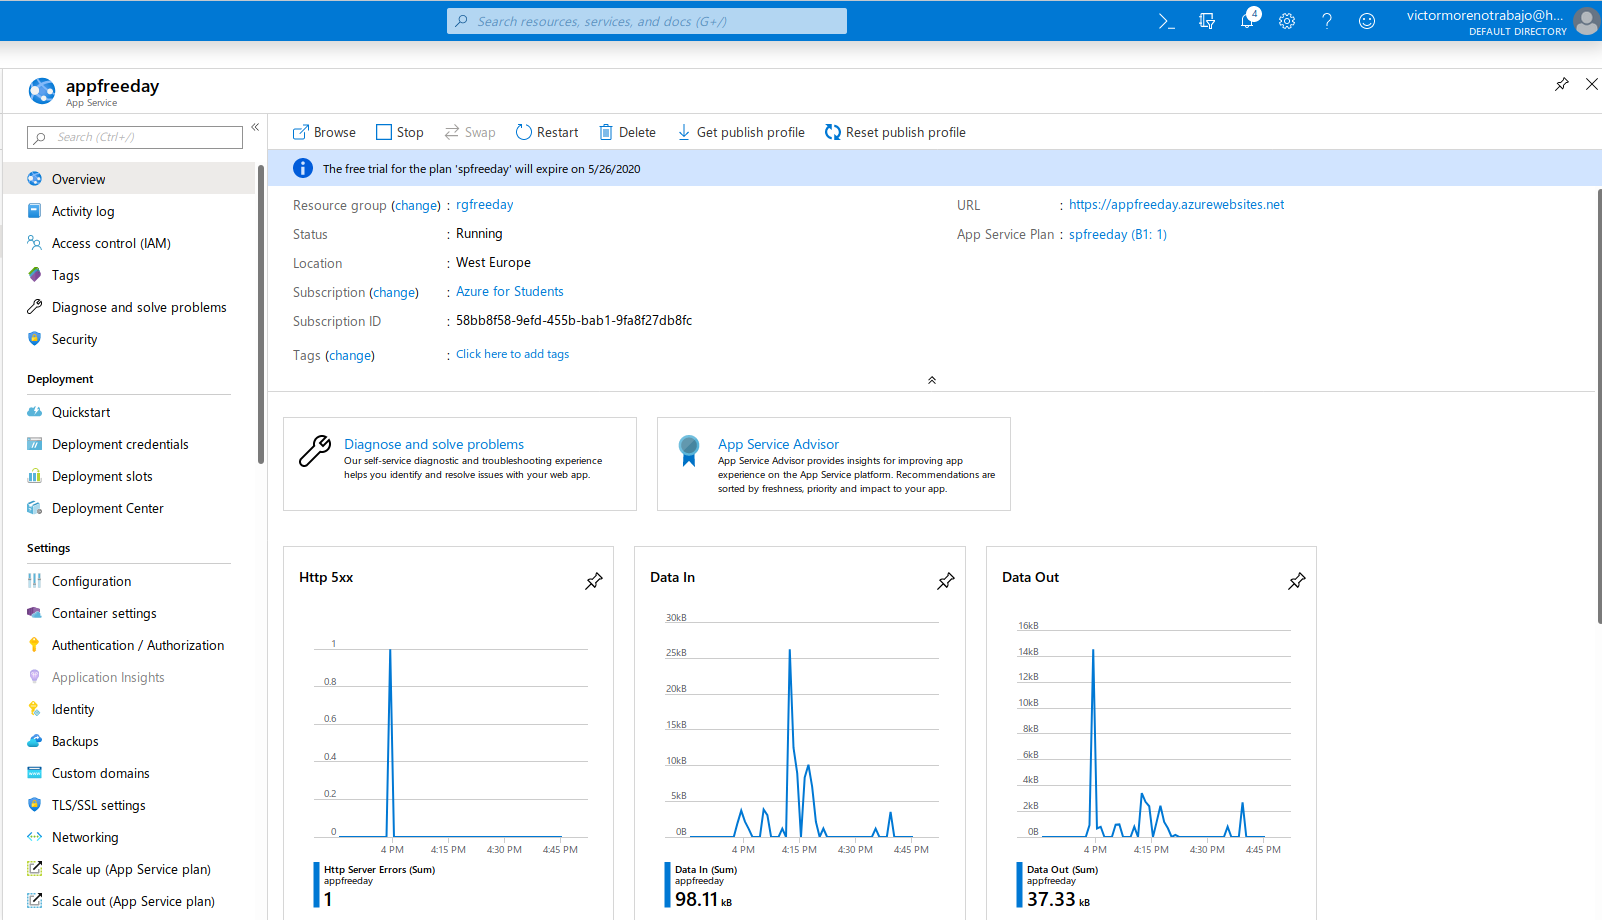 Search resources, services, and docs (G+/)
4
victormorenotrabajo@h...
DEFAULT DIRECTORY
appfreeday
App Service
Search (Ctrl+/)
Overview
Activity log
Access control (IAM)
Tags
Diagnose and solve problems
Security
Deployment
Quickstart
Deployment credentials
Deployment slots
Deployment Center
Settings
Configuration
Container settings
Authentication / Authorization
Application Insights
Identity
Backups
Custom domains
TLS/SSL settings
Networking
Scale up (App Service plan)
Scale out (App Service plan)
Browse Stop Swap Restart Delete Get publish profile Reset publish profile
The free trial for the plan 'spfreeday' will expire on 5/26/2020
Resource group (change) : rgfreeday
Status : Running
Location : West Europe
Subscription (change) : Azure for Students
Subscription ID : 58bb8f58-9efd-455b-bab1-9fa8f27db8fc
Tags (change) : Click here to add tags
URL : https://appfreeday.azurewebsites.net
App Service Plan : spfreeday (B1: 1)
Diagnose and solve problems
Our self-service diagnostic and troubleshooting experience
helps you identify and resolve issues with your web app.
App Service Advisor
App Service Advisor provides insights for improving app
experience on the App Service platform. Recommendations are
sorted by freshness, priority and impact to your app.
Http 5xx
1
0.8
0.6
0.4
0.2
0
4 PM 4:15 PM 4:30 PM 4:45 PM
Http Server Errors (Sum)
appfreeday
1
Data In
30kB
25kB
20kB
15kB
10kB
5kB
0B
4 PM 4:15 PM 4:30 PM 4:45 PM
Data In (Sum)
appfreeday
98.11 kB
Data Out
16kB
14kB
12kB
10kB
8kB
6kB
4kB
2kB
0B
4 PM 4:15 PM 4:30 PM 4:45 PM
Data Out (Sum)
appfreeday
37.33 kB